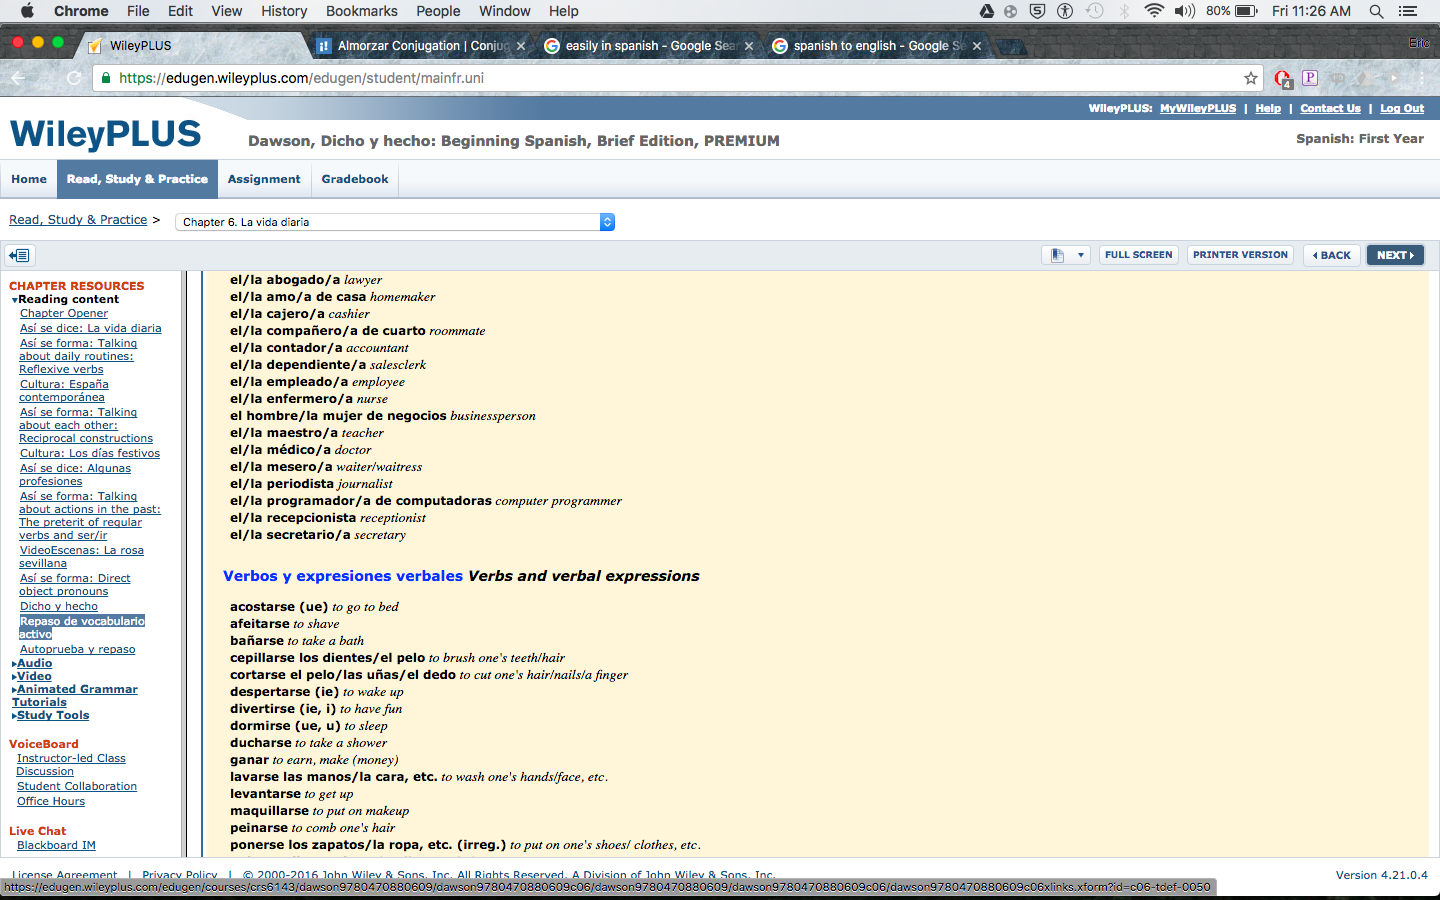 Chrome File Edit View History Bookmarks People Window Help 80% Fri 11:26 AM
WileyPLUS Almorzar Conjugation | Conjug easily in spanish - Google Sear spanish to english - Google Se Eric
https://edugen.wileyplus.com/edugen/student/mainfr.uni
WileyPLUS: MyWileyPLUS | Help | Contact Us | Log Out
WileyPLUS Dawson, Dicho y hecho: Beginning Spanish, Brief Edition, PREMIUM Spanish: First Year
Home Read, Study & Practice Assignment Gradebook
Read, Study & Practice > Chapter 6. La vida diaria
FULL SCREEN PRINTER VERSION BACK NEXT
CHAPTER RESOURCES
Reading content
Chapter Opener
Así se dice: La vida diaria
Así se forma: Talking
about daily routines:
Reflexive verbs
Cultura: España
contemporánea
Así se forma: Talking
about each other:
Reciprocal constructions
Cultura: Los días festivos
Así se dice: Algunas
profesiones
Así se forma: Talking
about actions in the past:
The preterit of regular
verbs and ser/ir
VideoEscenas: La rosa
sevillana
Así se forma: Direct
object pronouns
Dicho y hecho
Repaso de vocabulario
activo
Autoprueba y repaso
Audio
Video
Animated Grammar
Tutorials
Study Tools
VoiceBoard
Instructor-led Class
Discussion
Student Collaboration
Office Hours
Live Chat
Blackboard IM
el/la abogado/a lawyer
el/la amo/a de casa homemaker
el/la cajero/a cashier
el/la compañero/a de cuarto roommate
el/la contador/a accountant
el/la dependiente/a salesclerk
el/la empleado/a employee
el/la enfermero/a nurse
el hombre/la mujer de negocios businessperson
el/la maestro/a teacher
el/la médico/a doctor
el/la mesero/a waiter/waitress
el/la periodista journalist
el/la programador/a de computadoras computer programmer
el/la recepcionista receptionist
el/la secretario/a secretary
Verbos y expresiones verbales Verbs and verbal expressions
acostarse (ue) to go to bed
afeitarse to shave
bañarse to take a bath
cepillarse los dientes/el pelo to brush one's teeth/hair
cortarse el pelo/las uñas/el dedo to cut one's hair/nails/a finger
despertarse (ie) to wake up
divertirse (ie, i) to have fun
dormirse (ue, u) to sleep
ducharse to take a shower
ganar to earn, make (money)
lavarse las manos/la cara, etc. to wash one's hands/face, etc.
levantarse to get up
maquillarse to put on makeup
peinarse to comb one's hair
ponerse los zapatos/la ropa, etc. (irreg.) to put on one's shoes/ clothes, etc.
License Agreement | Privacy Policy | © 2000-2016 John Wiley & Sons, Inc. All Rights Reserved. A Division of John Wiley & Sons, Inc. Version 4.21.0.4
https://edugen.wileyplus.com/edugen/courses/crs6143/dawson9780470880609/dawson9780470880609c06/dawson9780470880609/dawson9780470880609c06/dawson9780470880609c06xlinks.xform?id=c06-tdef-0050